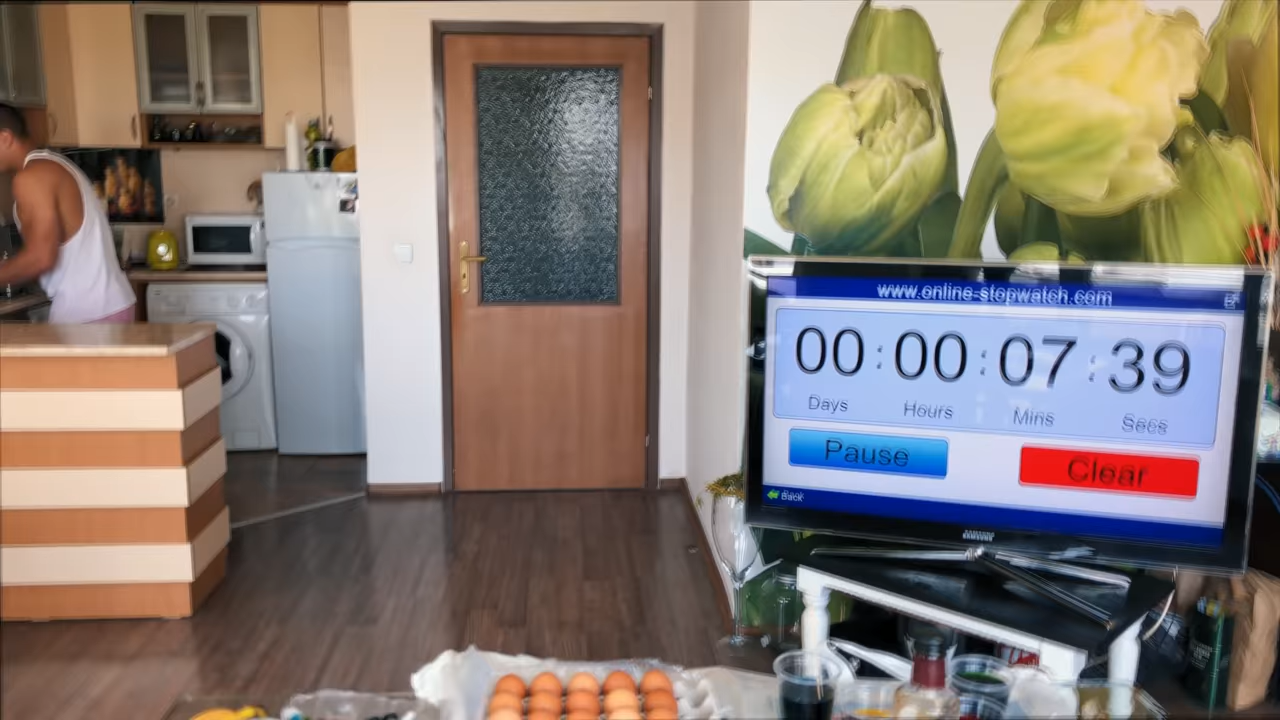 www.online-stopwatch.com
00:00:07:39
Days Hours Mins Secs
Pause Clear
Back
SAMSUNG